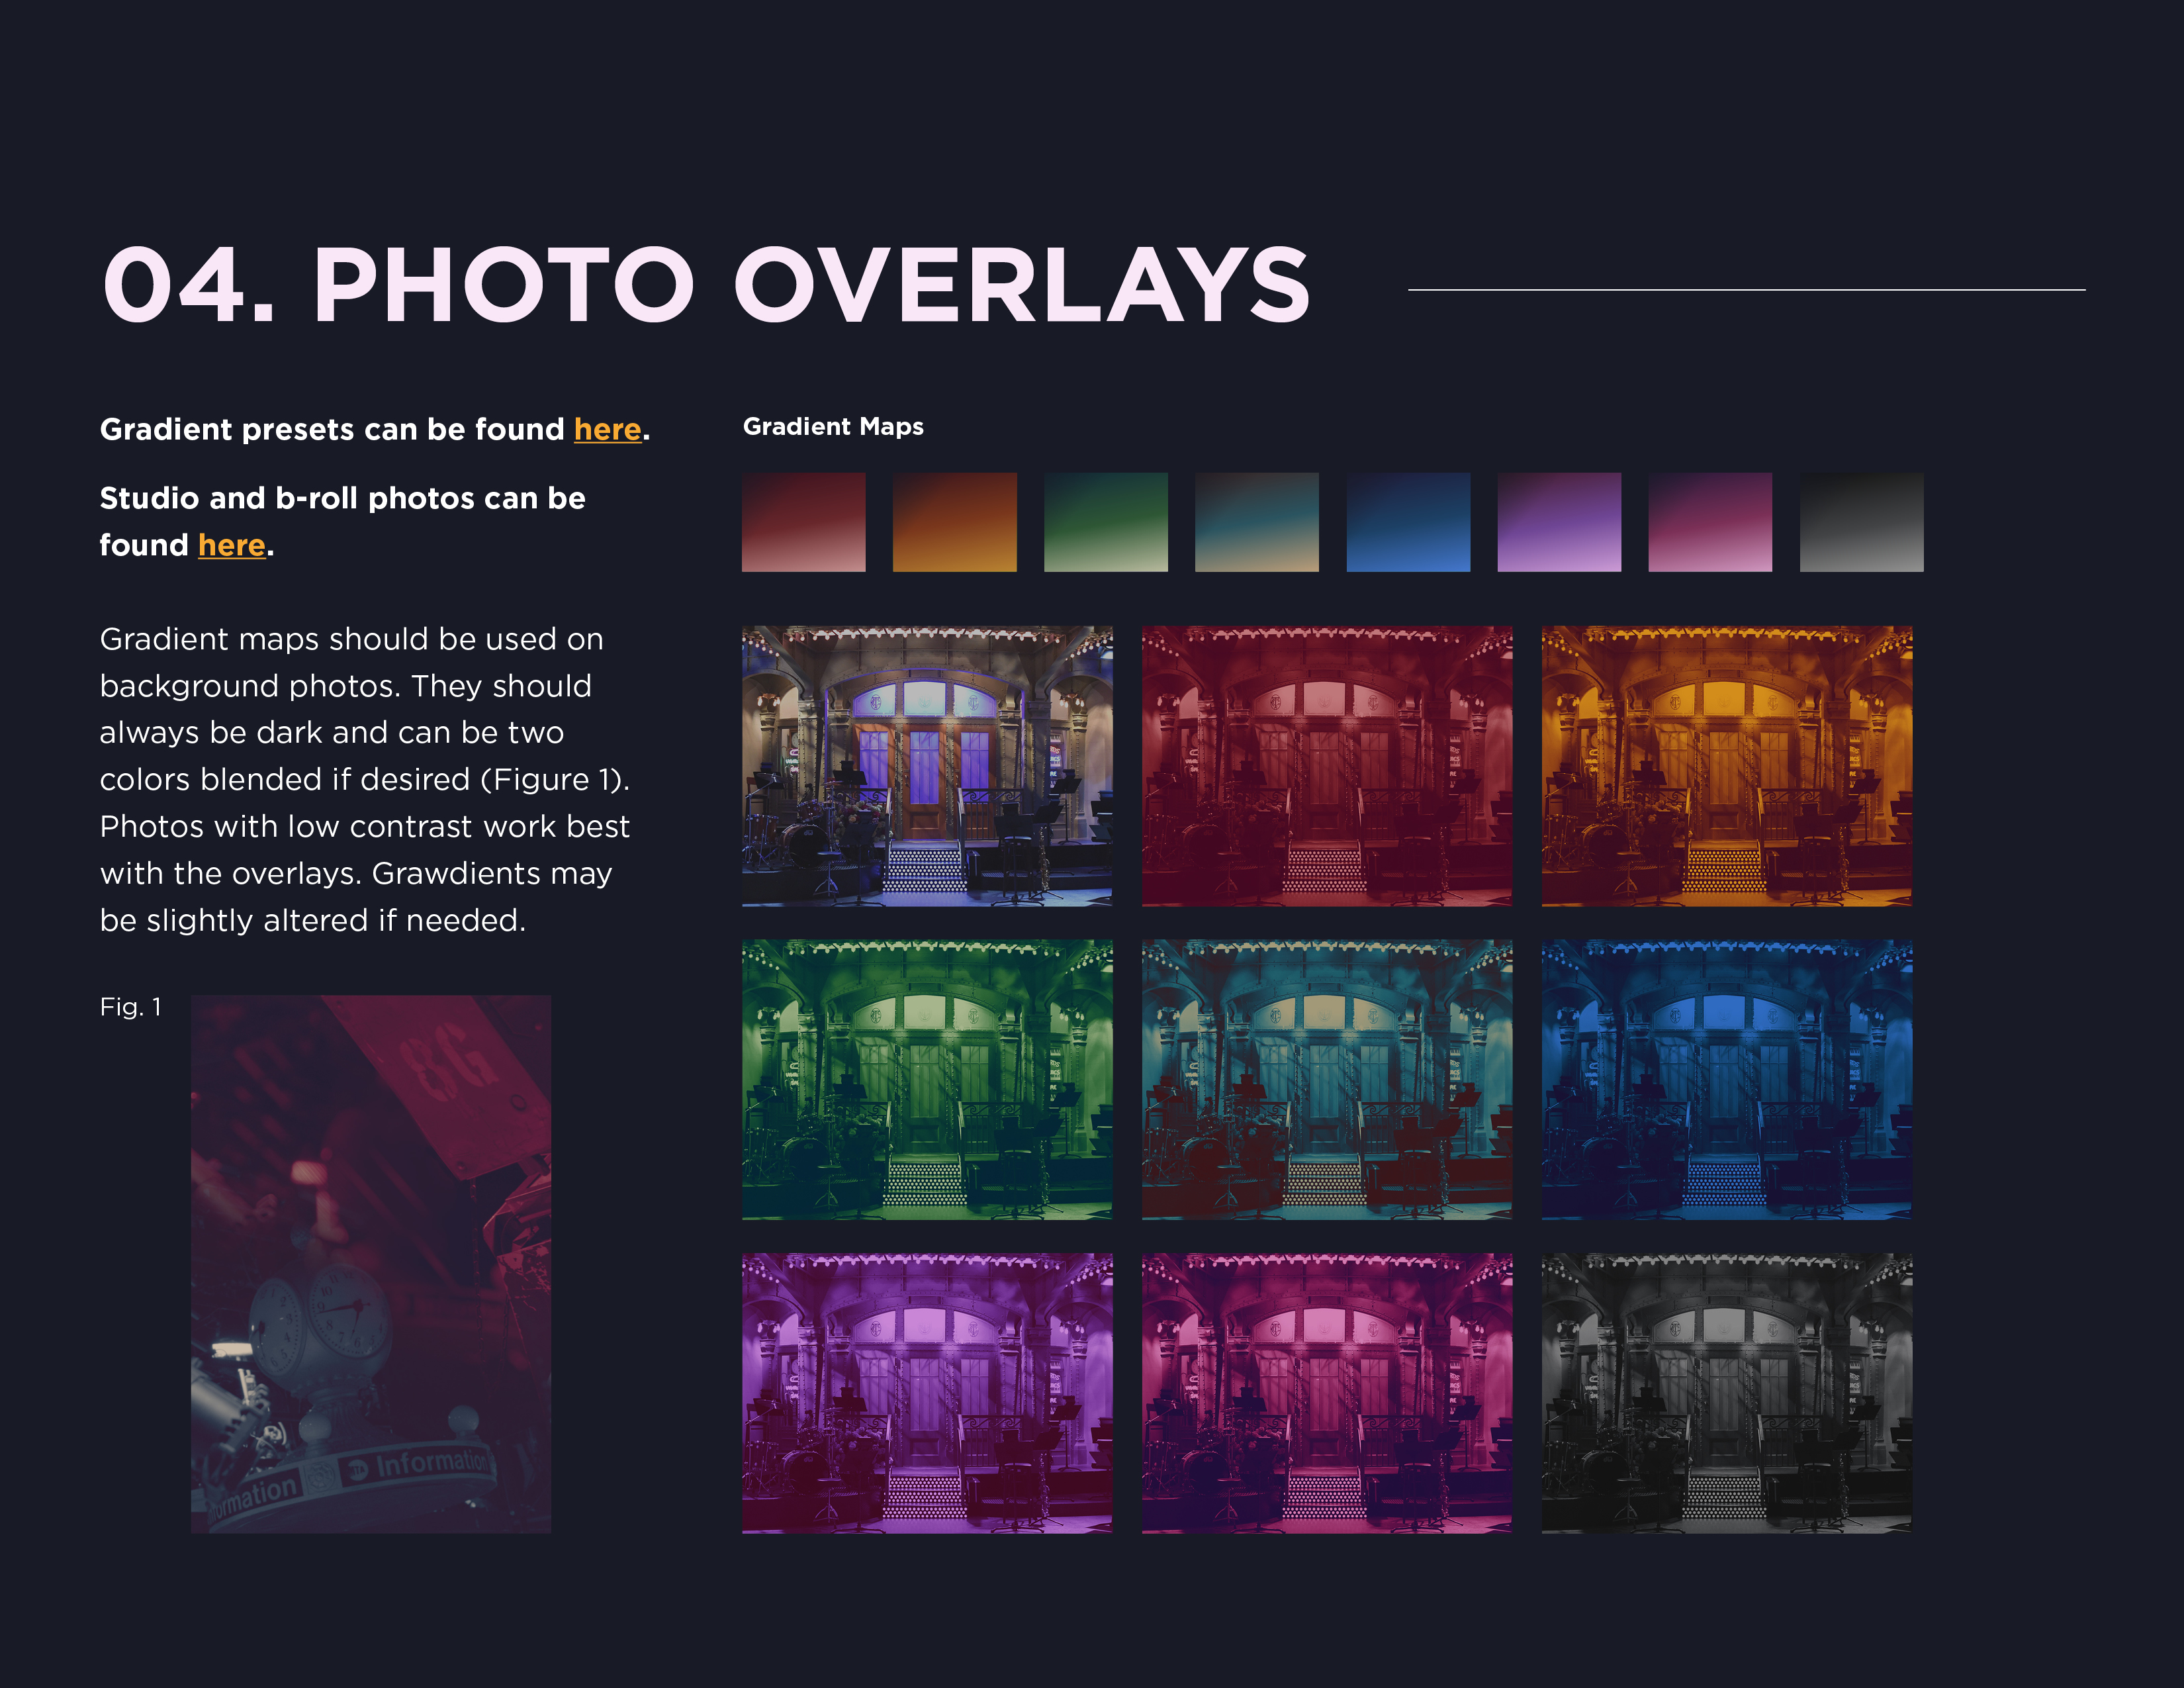 04. PHOTO OVERLAYS
Gradient presets can be found here.
Studio and b-roll photos can be
found here.
Gradient maps should be used on
background photos. They should
always be dark and can be two
colors blended if desired (Figure 1).
Photos with low contrast work best
with the overlays. Grawdients may
be slightly altered if needed.
Fig. 1
8G
Information
ormation
Gradient Maps